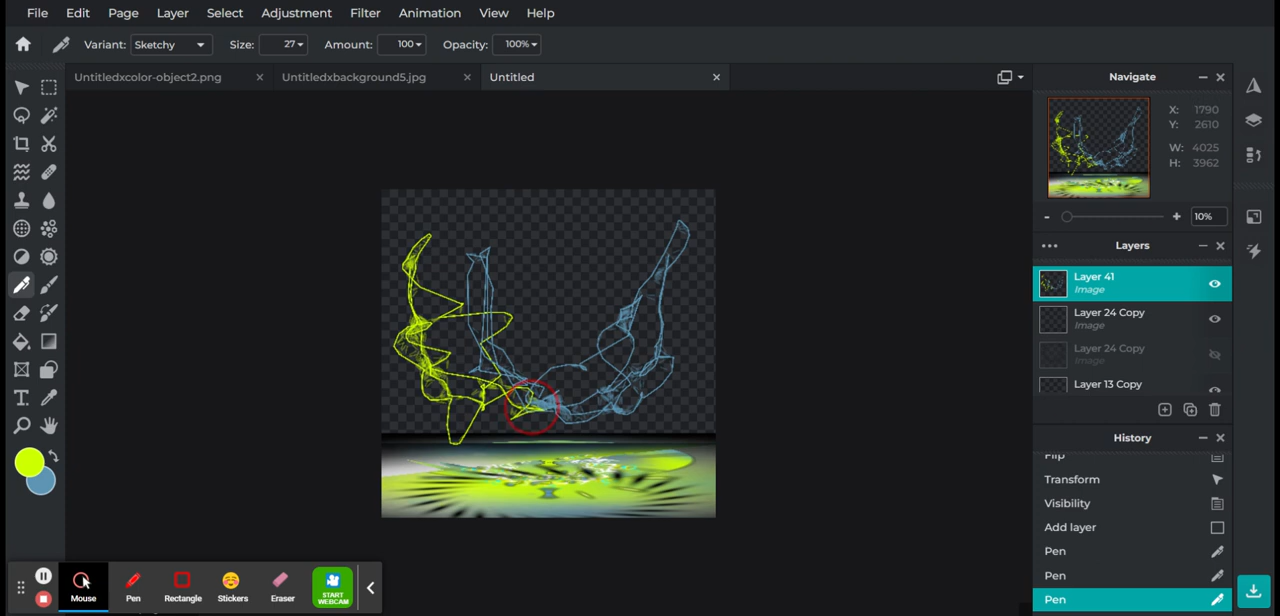 File Edit Page Layer Select Adjustment Filter Animation View Help
Variant: Sketchy Size: 27 Amount: 100 Opacity: 100%
Untitledxcolor-object2.png Untitledxbackground5.jpg Untitled
Navigate
X: 1790
Y: 2610
W: 4025
H: 3962
- + 10%
Layers
Layer 41
Image
Layer 24 Copy
Image
Layer 24 Copy
Image
Layer 13 Copy
History
Flip
Transform
Visibility
Add layer
Pen
Pen
Pen
Mouse Pen Rectangle Stickers Eraser START
WEBCAM